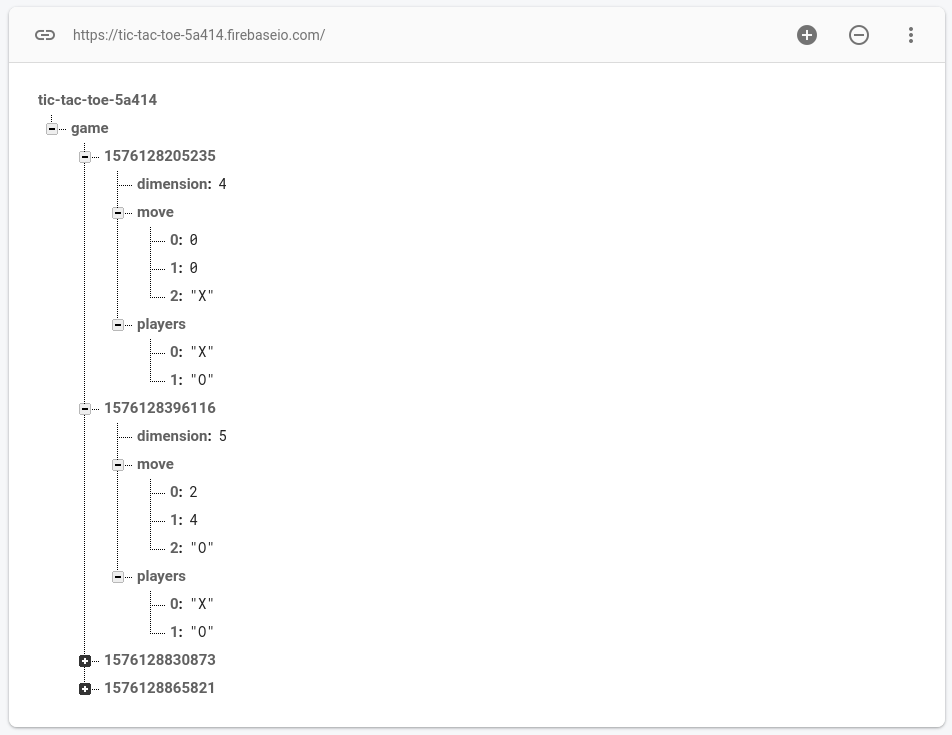 https://tic-tac-toe-5a414.firebaseio.com/
tic-tac-toe-5a414
game
1576128205235
dimension: 4
move
0: 0
1: 0
2: "X"
players
0: "X"
1: "O"
1576128396116
dimension: 5
move
0: 2
1: 4
2: "O"
players
0: "X"
1: "O"
1576128830873
1576128865821